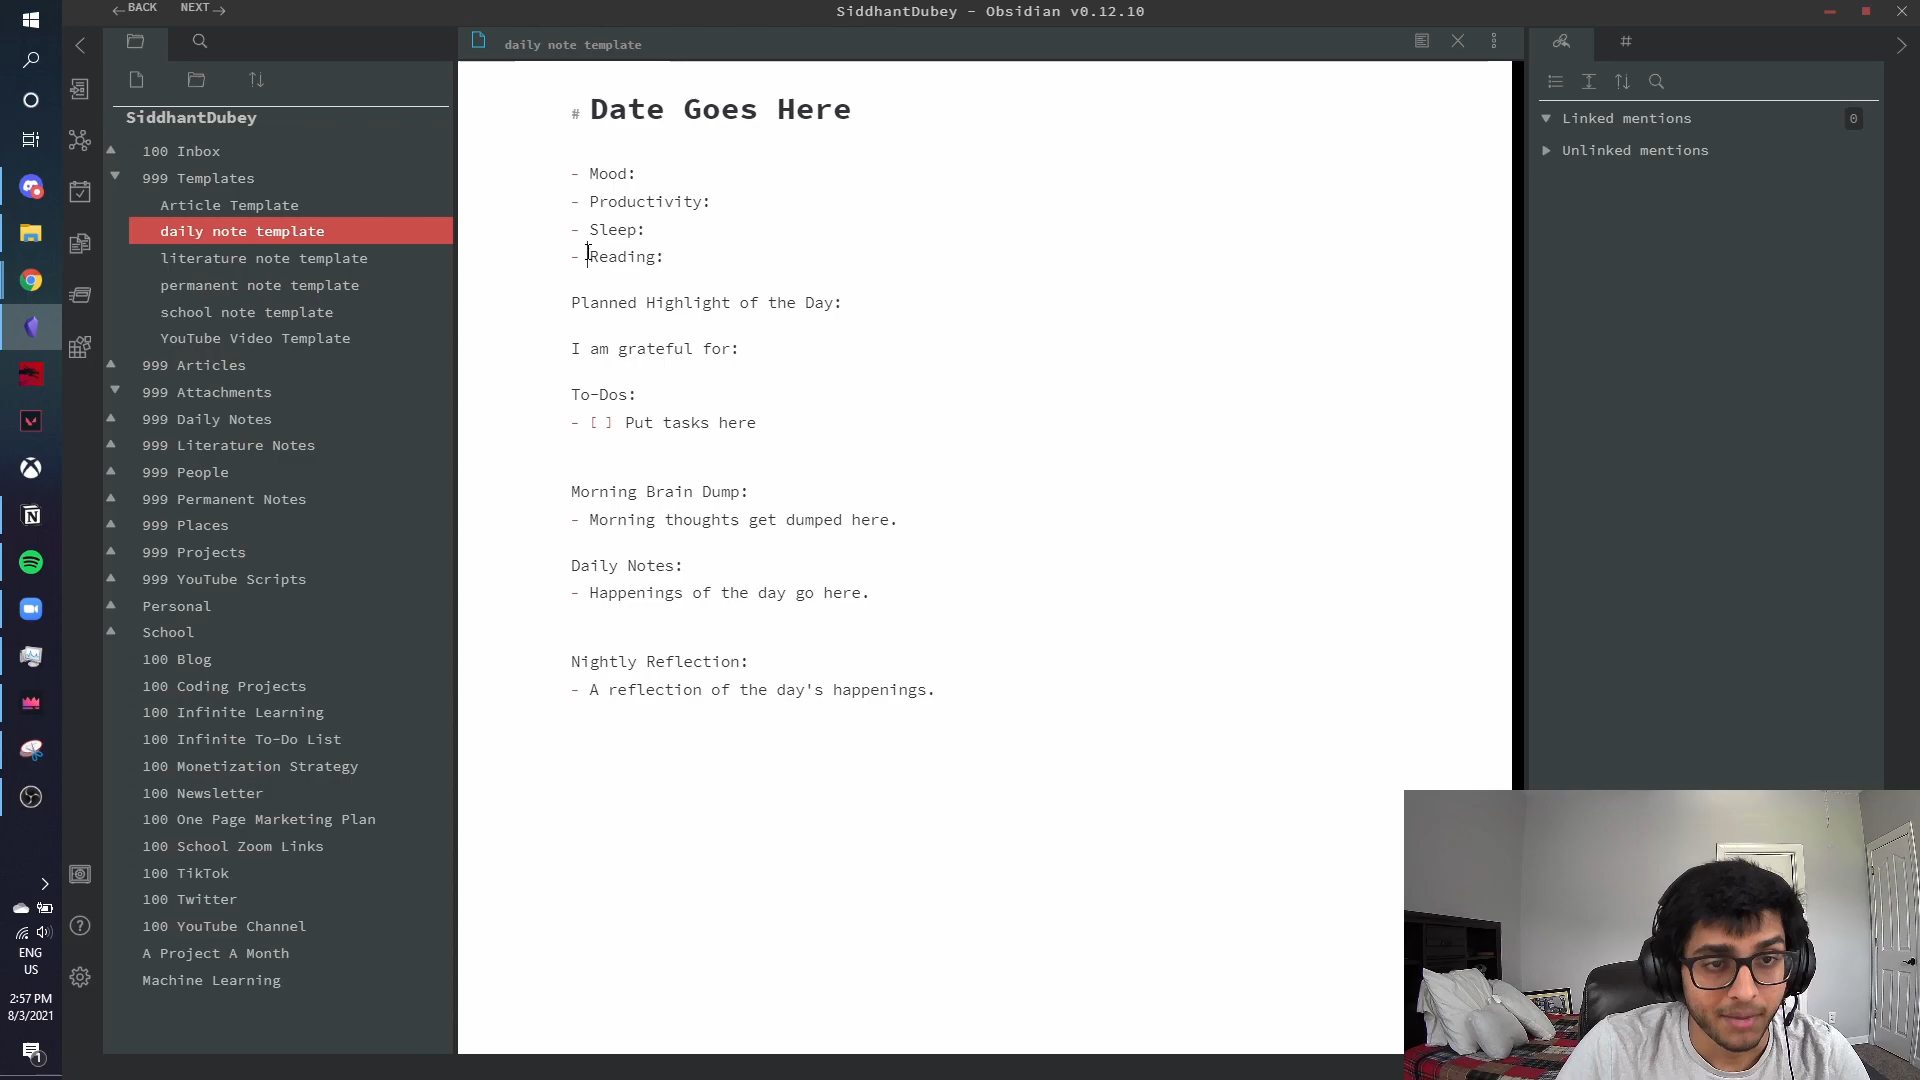 BACK
NEXT
SiddhantDubey - Obsidian v0.12.10
daily note template
#
SiddhantDubey
100 Inbox
999 Templates
Article Template
daily note template
literature note template
permanent note template
school note template
YouTube Video Template
999 Articles
999 Attachments
999 Daily Notes
999 Literature Notes
999 People
999 Permanent Notes
999 Places
999 Projects
999 YouTube Scripts
Personal
School
100 Blog
100 Coding Projects
100 Infinite Learning
100 Infinite To-Do List
100 Monetization Strategy
100 Newsletter
100 One Page Marketing Plan
100 School Zoom Links
100 TikTok
100 Twitter
100 YouTube Channel
A Project A Month
Machine Learning
# Date Goes Here
- Mood:
- Productivity:
- Sleep:
- Reading:
Planned Highlight of the Day:
I am grateful for:
To-Dos:
- [ ] Put tasks here
Morning Brain Dump:
- Morning thoughts get dumped here.
Daily Notes:
- Happenings of the day go here.
Nightly Reflection:
- A reflection of the day's happenings.
Linked mentions 0
Unlinked mentions
ENG
US
2:57 PM
8/3/2021
1